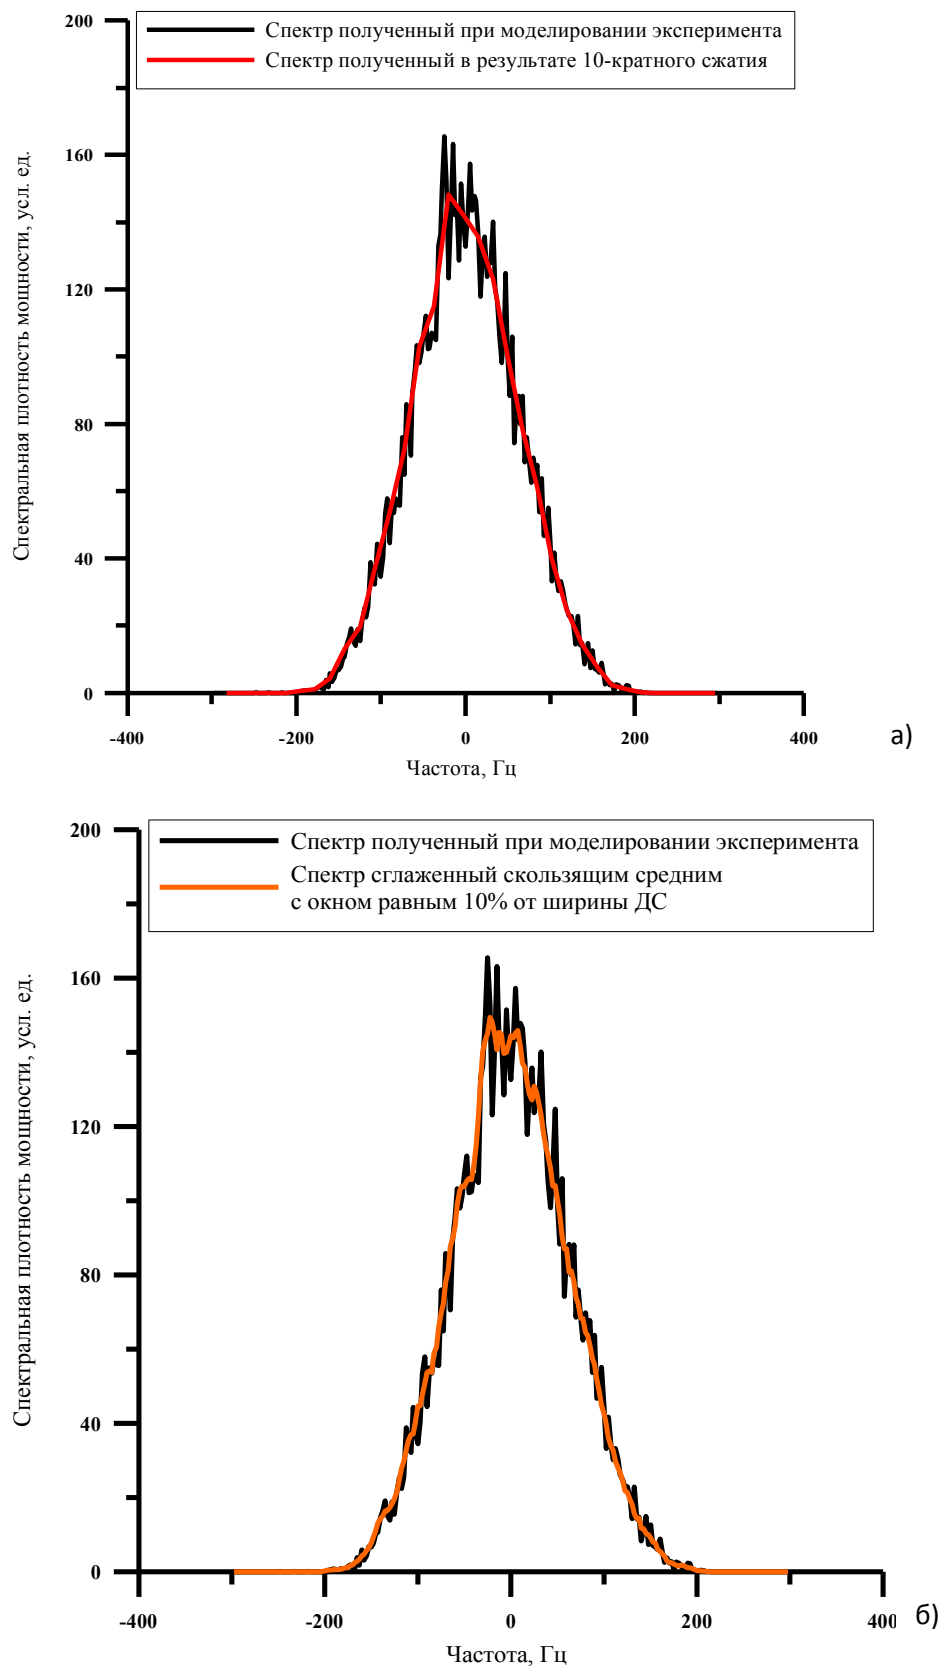 200
Спектр полученный при моделировании эксперимента
Спектр полученный в результате 10-кратного сжатия
160
120
80
40
0
Спектральная плотность мощности, усл. ед.
-400
-200
0
200
400
а)
Частота, Гц
200
Спектр полученный при моделировании эксперимента
Спектр сглаженный скользящим средним
с окном равным 10% от ширины ДС
160
120
80
40
0
Спектральная плотность мощности, усл. ед.
-400
-200
0
200
400
б)
Частота, Гц